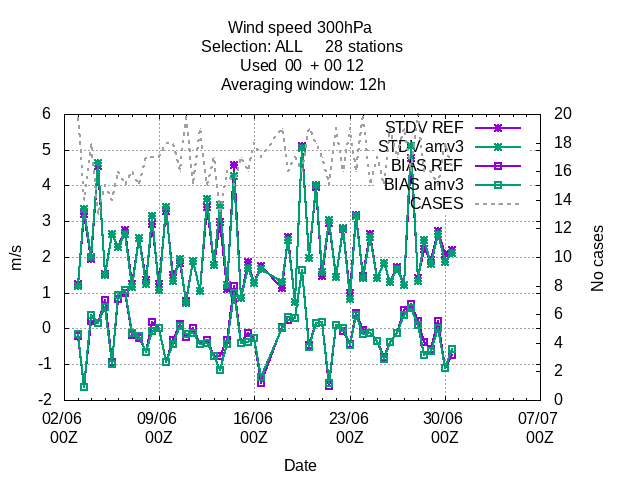 Wind speed 300hPa
Selection: ALL 28 stations
Used 00 + 00 12
Averaging window: 12h
6
5
4
3
2
1
0
-1
-2
m/s
20
18
16
14
12
10
8
6
4
2
0
No cases
STDV REF
STDV amv3
BIAS REF
BIAS amv3
CASES
02/06 09/06 16/06 23/06 30/06 07/07
00Z 00Z 00Z 00Z 00Z 00Z
Date